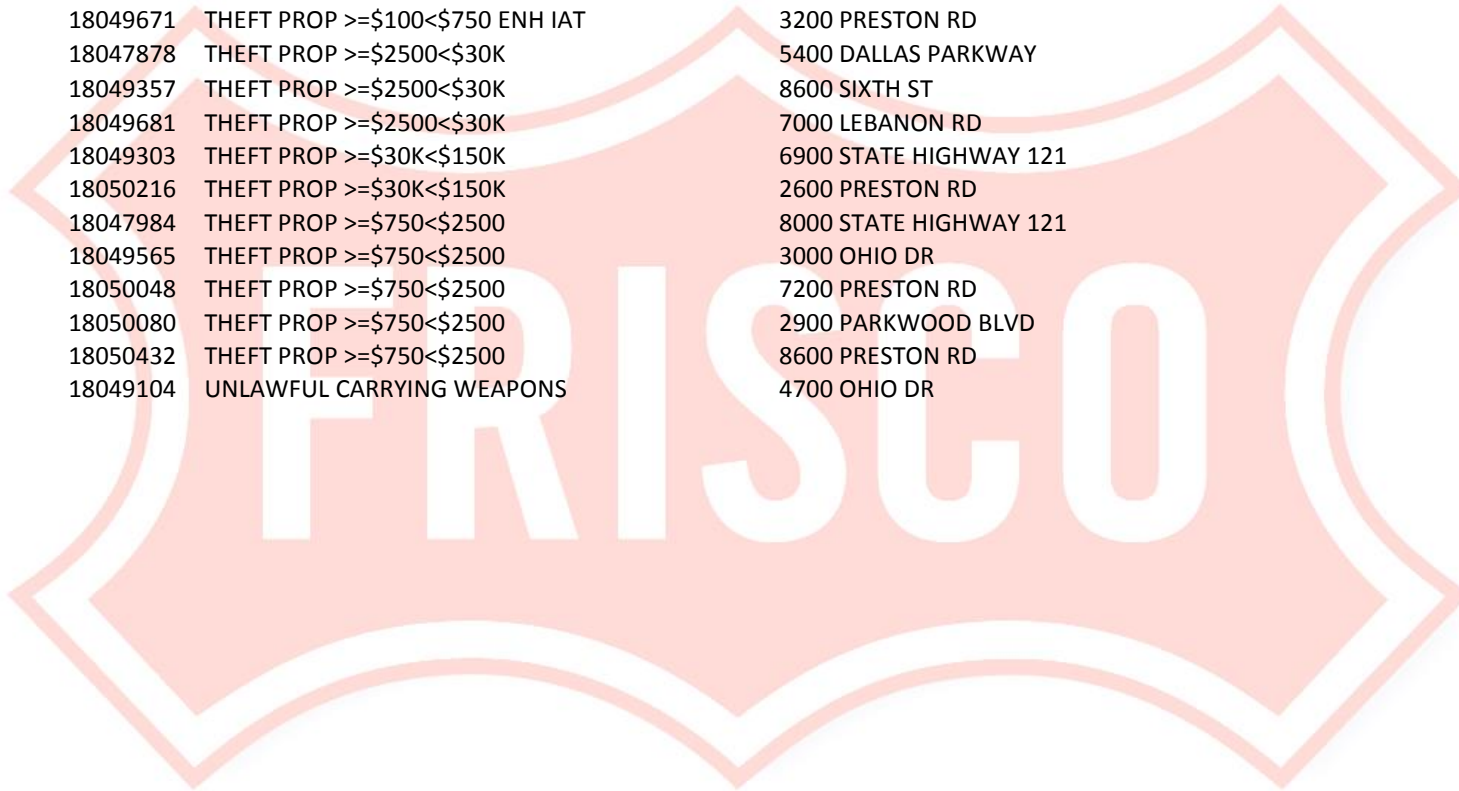 18049671 THEFT PROP >=$100<$750 ENH IAT 3200 PRESTON RD
18047878 THEFT PROP >=$2500<$30K 5400 DALLAS PARKWAY
18049357 THEFT PROP >=$2500<$30K 8600 SIXTH ST
18049681 THEFT PROP >=$2500<$30K 7000 LEBANON RD
18049303 THEFT PROP >=$30K<$150K 6900 STATE HIGHWAY 121
18050216 THEFT PROP >=$30K<$150K 2600 PRESTON RD
18047984 THEFT PROP >=$750<$2500 8000 STATE HIGHWAY 121
18049565 THEFT PROP >=$750<$2500 3000 OHIO DR
18050048 THEFT PROP >=$750<$2500 7200 PRESTON RD
18050080 THEFT PROP >=$750<$2500 2900 PARKWOOD BLVD
18050432 THEFT PROP >=$750<$2500 8600 PRESTON RD
18049104 UNLAWFUL CARRYING WEAPONS 4700 OHIO DR
FRISCO